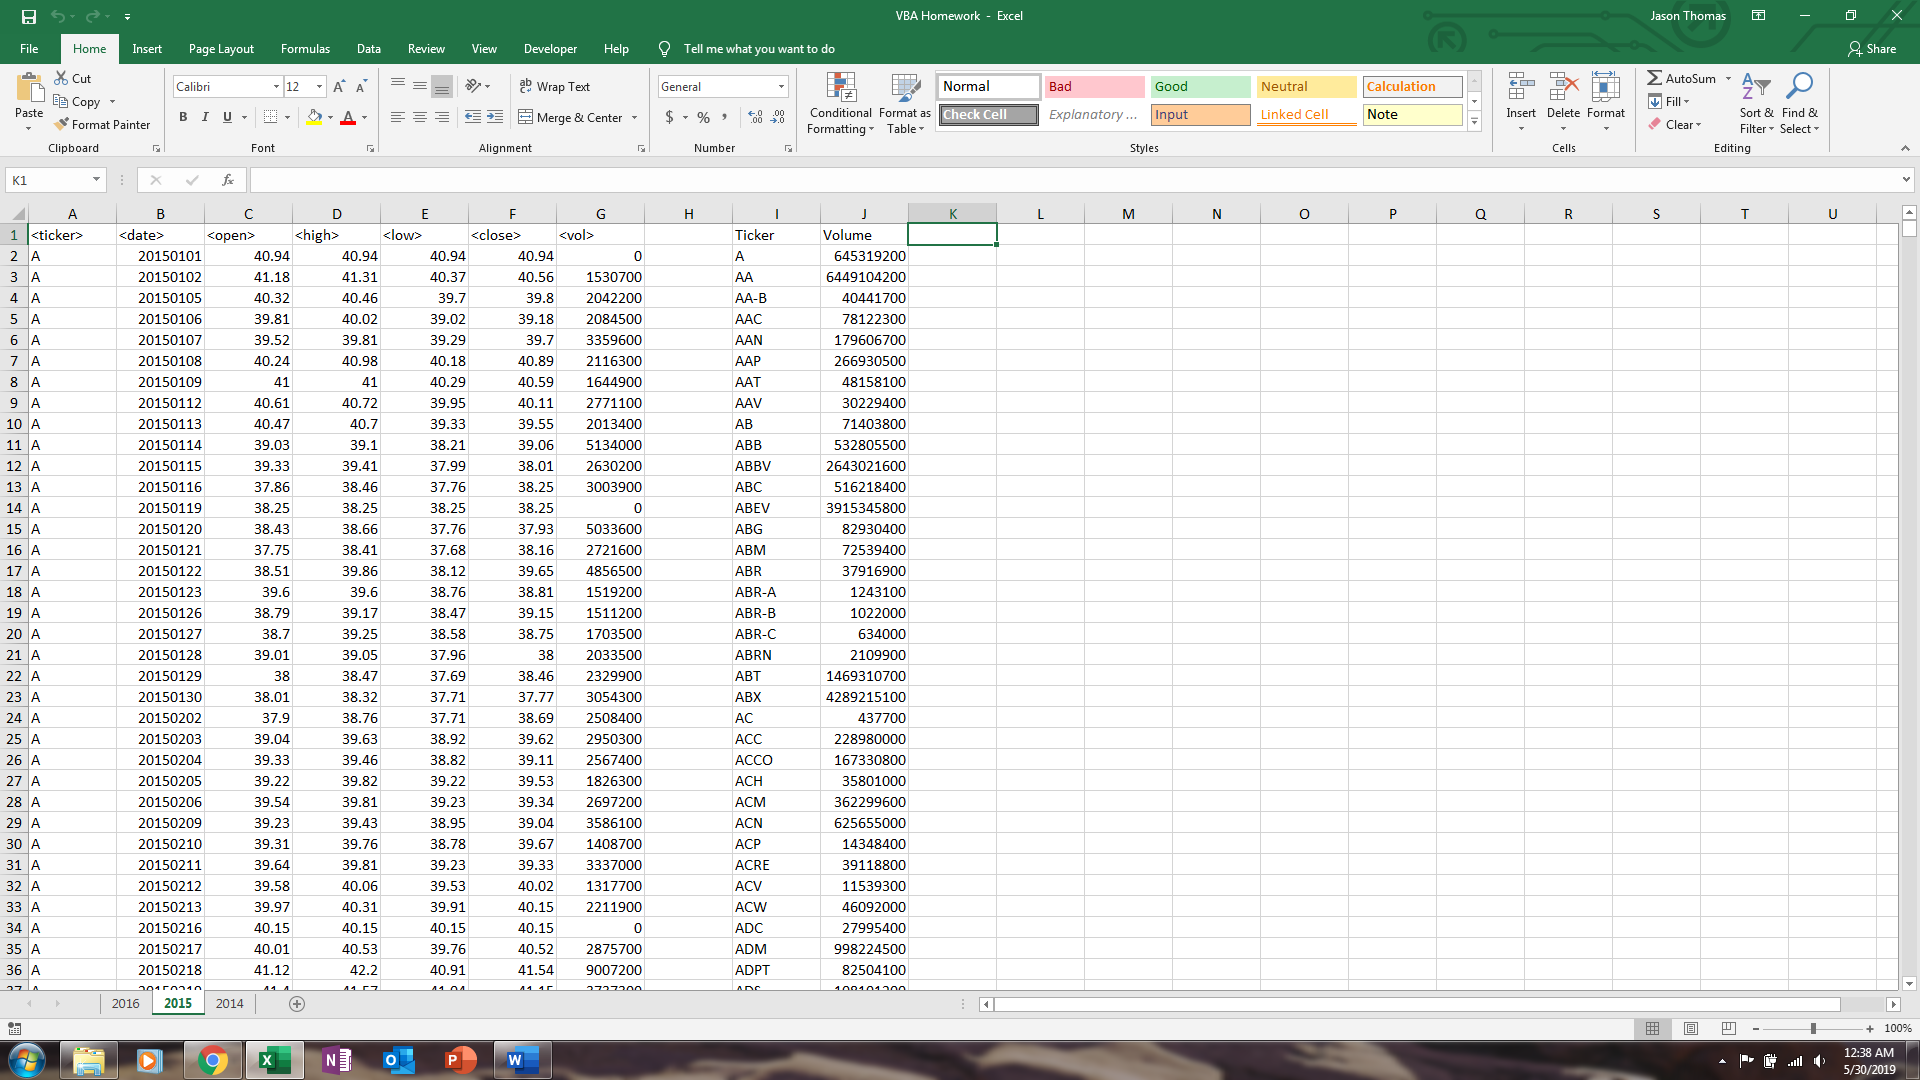 VBA Homework - Excel
Jason Thomas
File Home Insert Page Layout Formulas Data Review View Developer Help Tell me what you want to do Share
Paste Cut Copy Format Painter Clipboard
Calibri 12 A A B I U A Font
Wrap Text Merge & Center Alignment
General $ % , Number
Conditional Formatting Format as Table
Normal Bad Good Neutral Calculation
Check Cell Explanatory ... Input Linked Cell Note
Styles
Insert Delete Format Cells
AutoSum Fill Clear Sort & Filter Find & Select Editing
K1 fx
A B C D E F G H I J K L M N O P Q R S T U
1 <ticker> <date> <open> <high> <low> <close> <vol> Ticker Volume
2 A 20150101 40.94 40.94 40.94 40.94 0 A 645319200
3 A 20150102 41.18 41.31 40.37 40.56 1530700 AA 6449104200
4 A 20150105 40.32 40.46 39.7 39.8 2042200 AA-B 40441700
5 A 20150106 39.81 40.02 39.02 39.18 2084500 AAC 78122300
6 A 20150107 39.52 39.81 39.29 39.7 3359600 AAN 179606700
7 A 20150108 40.24 40.98 40.18 40.89 2116300 AAP 266930500
8 A 20150109 41 41 40.29 40.59 1644900 AAT 48158100
9 A 20150112 40.61 40.72 39.95 40.11 2771100 AAV 30229400
10 A 20150113 40.47 40.7 39.33 39.55 2013400 AB 71403800
11 A 20150114 39.03 39.1 38.21 39.06 5134000 ABB 532805500
12 A 20150115 39.33 39.41 37.99 38.01 2630200 ABBV 2643021600
13 A 20150116 37.86 38.46 37.76 38.25 3003900 ABC 516218400
14 A 20150119 38.25 38.25 38.25 38.25 0 ABEV 3915345800
15 A 20150120 38.43 38.66 37.76 37.93 5033600 ABG 82930400
16 A 20150121 37.75 38.41 37.68 38.16 2721600 ABM 72539400
17 A 20150122 38.51 39.86 38.12 39.65 4856500 ABR 37916900
18 A 20150123 39.6 39.6 38.76 38.81 1519200 ABR-A 1243100
19 A 20150126 38.79 39.17 38.47 39.15 1511200 ABR-B 1022000
20 A 20150127 38.7 39.25 38.58 38.75 1703500 ABR-C 634000
21 A 20150128 39.01 39.05 37.96 38 2033500 ABRN 2109900
22 A 20150129 38 38.47 37.69 38.46 2329900 ABT 1469310700
23 A 20150130 38.01 38.32 37.71 37.77 3054300 ABX 4289215100
24 A 20150202 37.9 38.76 37.71 38.69 2508400 AC 437700
25 A 20150203 39.04 39.63 38.92 39.62 2950300 ACC 228980000
26 A 20150204 39.33 39.46 38.82 39.11 2567400 ACCO 167330800
27 A 20150205 39.22 39.82 39.22 39.53 1826300 ACH 35801000
28 A 20150206 39.54 39.81 39.23 39.34 2697200 ACM 362299600
29 A 20150209 39.23 39.43 38.95 39.04 3586100 ACN 625655000
30 A 20150210 39.31 39.76 38.78 39.67 1408700 ACP 14348400
31 A 20150211 39.64 39.81 39.23 39.33 3337000 ACRE 39118800
32 A 20150212 39.58 40.06 39.53 40.02 1317700 ACV 11539300
33 A 20150213 39.97 40.31 39.91 40.15 2211900 ACW 46092000
34 A 20150216 40.15 40.15 40.15 40.15 0 ADC 27995400
35 A 20150217 40.01 40.53 39.76 40.52 2875700 ADM 998224500
36 A 20150218 41.12 42.2 40.91 41.54 9007200 ADPT 82504100
2016 2015 2014
100%
12:38 AM
5/30/2019